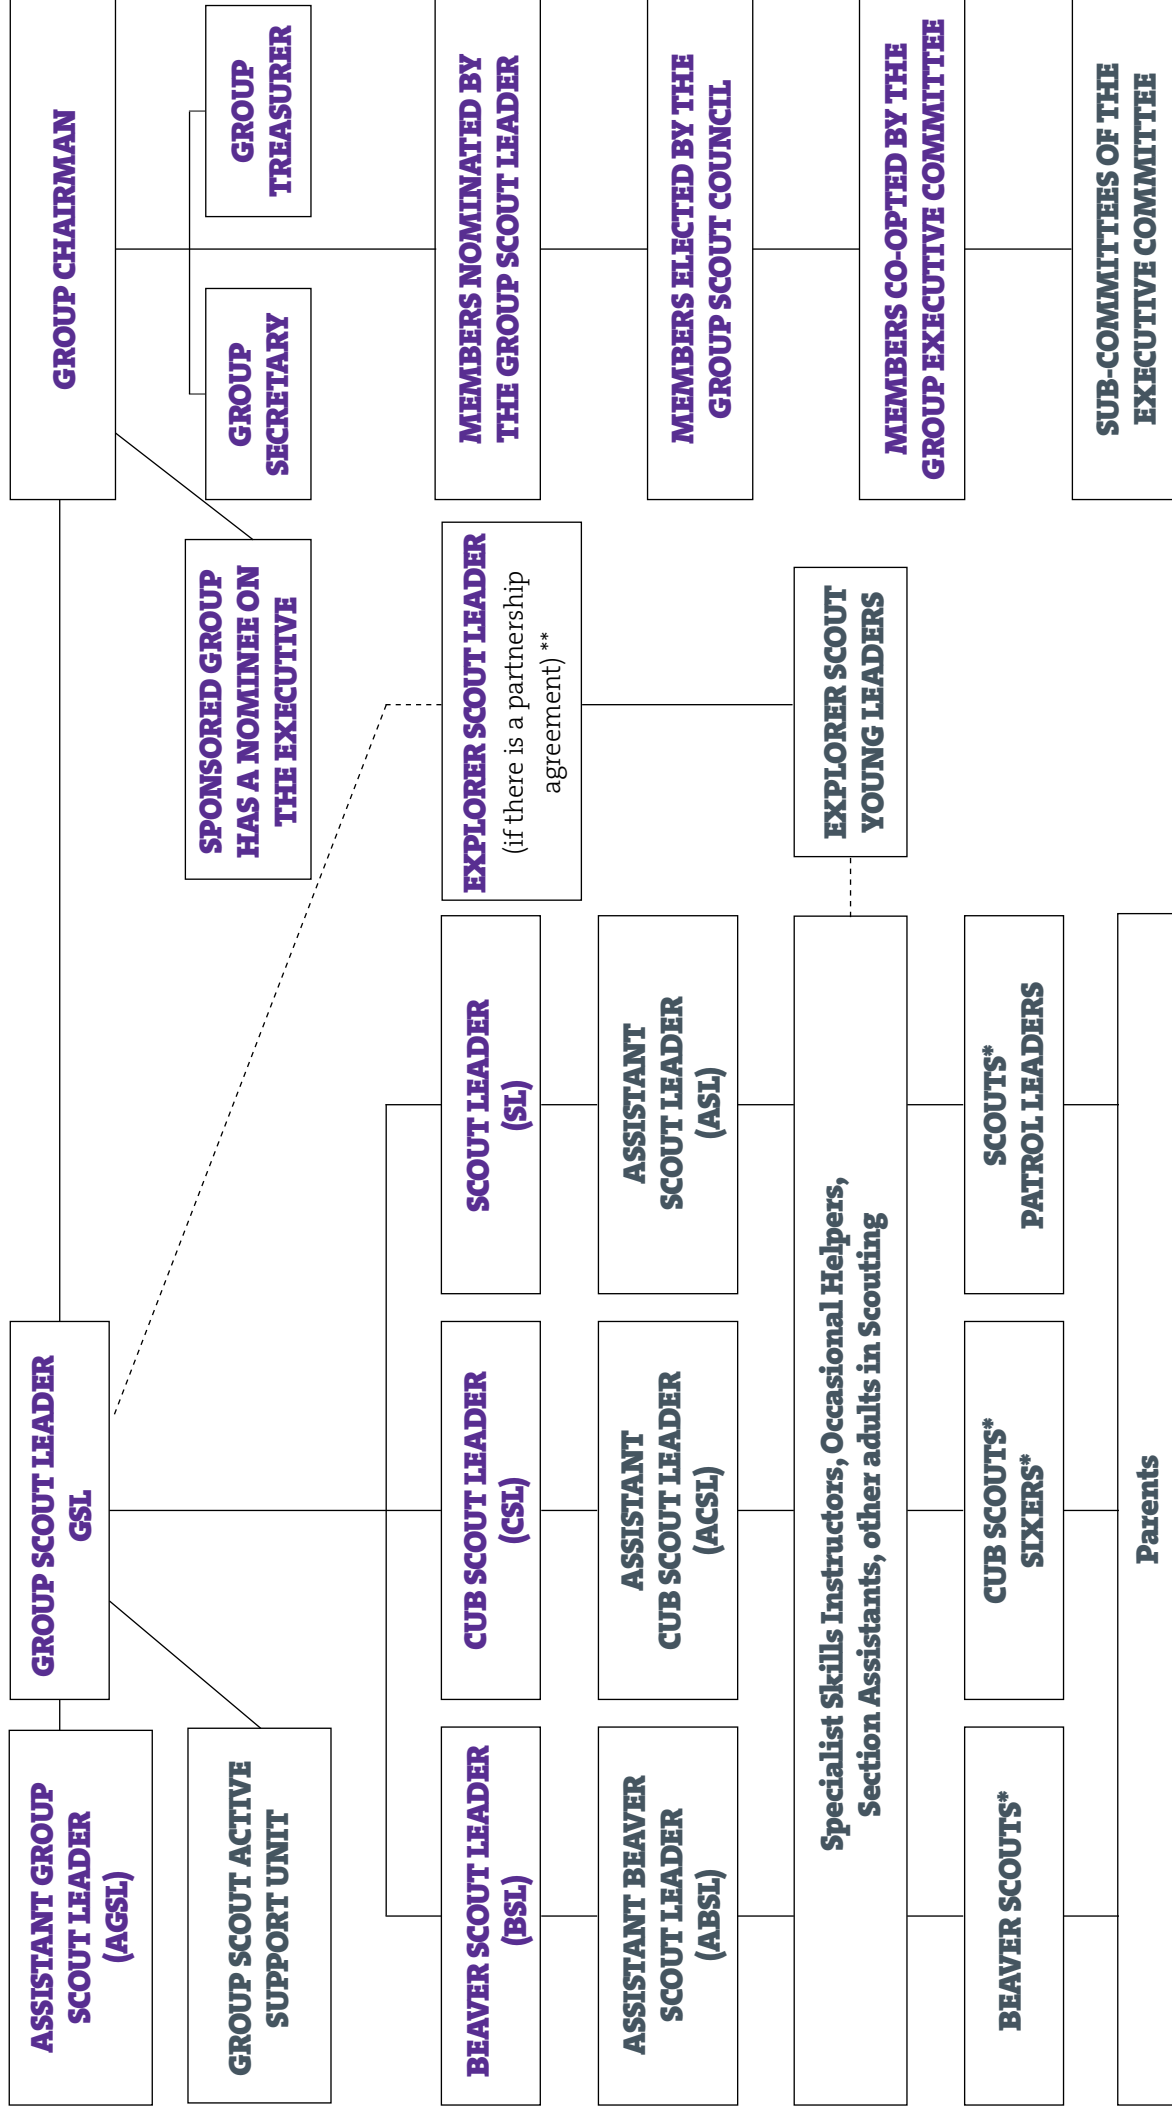 ASSISTANT GROUP
SCOUT LEADER
(AGSL)
GROUP SCOUT LEADER
GSL
GROUP CHAIRMAN
GROUP SCOUT ACTIVE
SUPPORT UNIT
SPONSORED GROUP
HAS A NOMINEE ON
THE EXECUTIVE
GROUP
SECRETARY
GROUP
TREASURER
BEAVER SCOUT LEADER
(BSL)
CUB SCOUT LEADER
(CSL)
SCOUT LEADER
(SL)
EXPLORER SCOUT LEADER
(if there is a partnership
agreement) **
MEMBERS NOMINATED BY
THE GROUP SCOUT LEADER
ASSISTANT BEAVER
SCOUT LEADER
(ABSL)
ASSISTANT
CUB SCOUT LEADER
(ACSL)
ASSISTANT
SCOUT LEADER
(ASL)
MEMBERS ELECTED BY THE
GROUP SCOUT COUNCIL
Specialist Skills Instructors, Occasional Helpers,
Section Assistants, other adults in Scouting
EXPLORER SCOUT
YOUNG LEADERS
MEMBERS CO-OPTED BY THE
GROUP EXECUTIVE COMMITTEE
BEAVER SCOUTS*
CUB SCOUTS*
SIXERS*
SCOUTS*
PATROL LEADERS
SUB-COMMITTEES OF THE
EXECUTIVE COMMITTEE
Parents